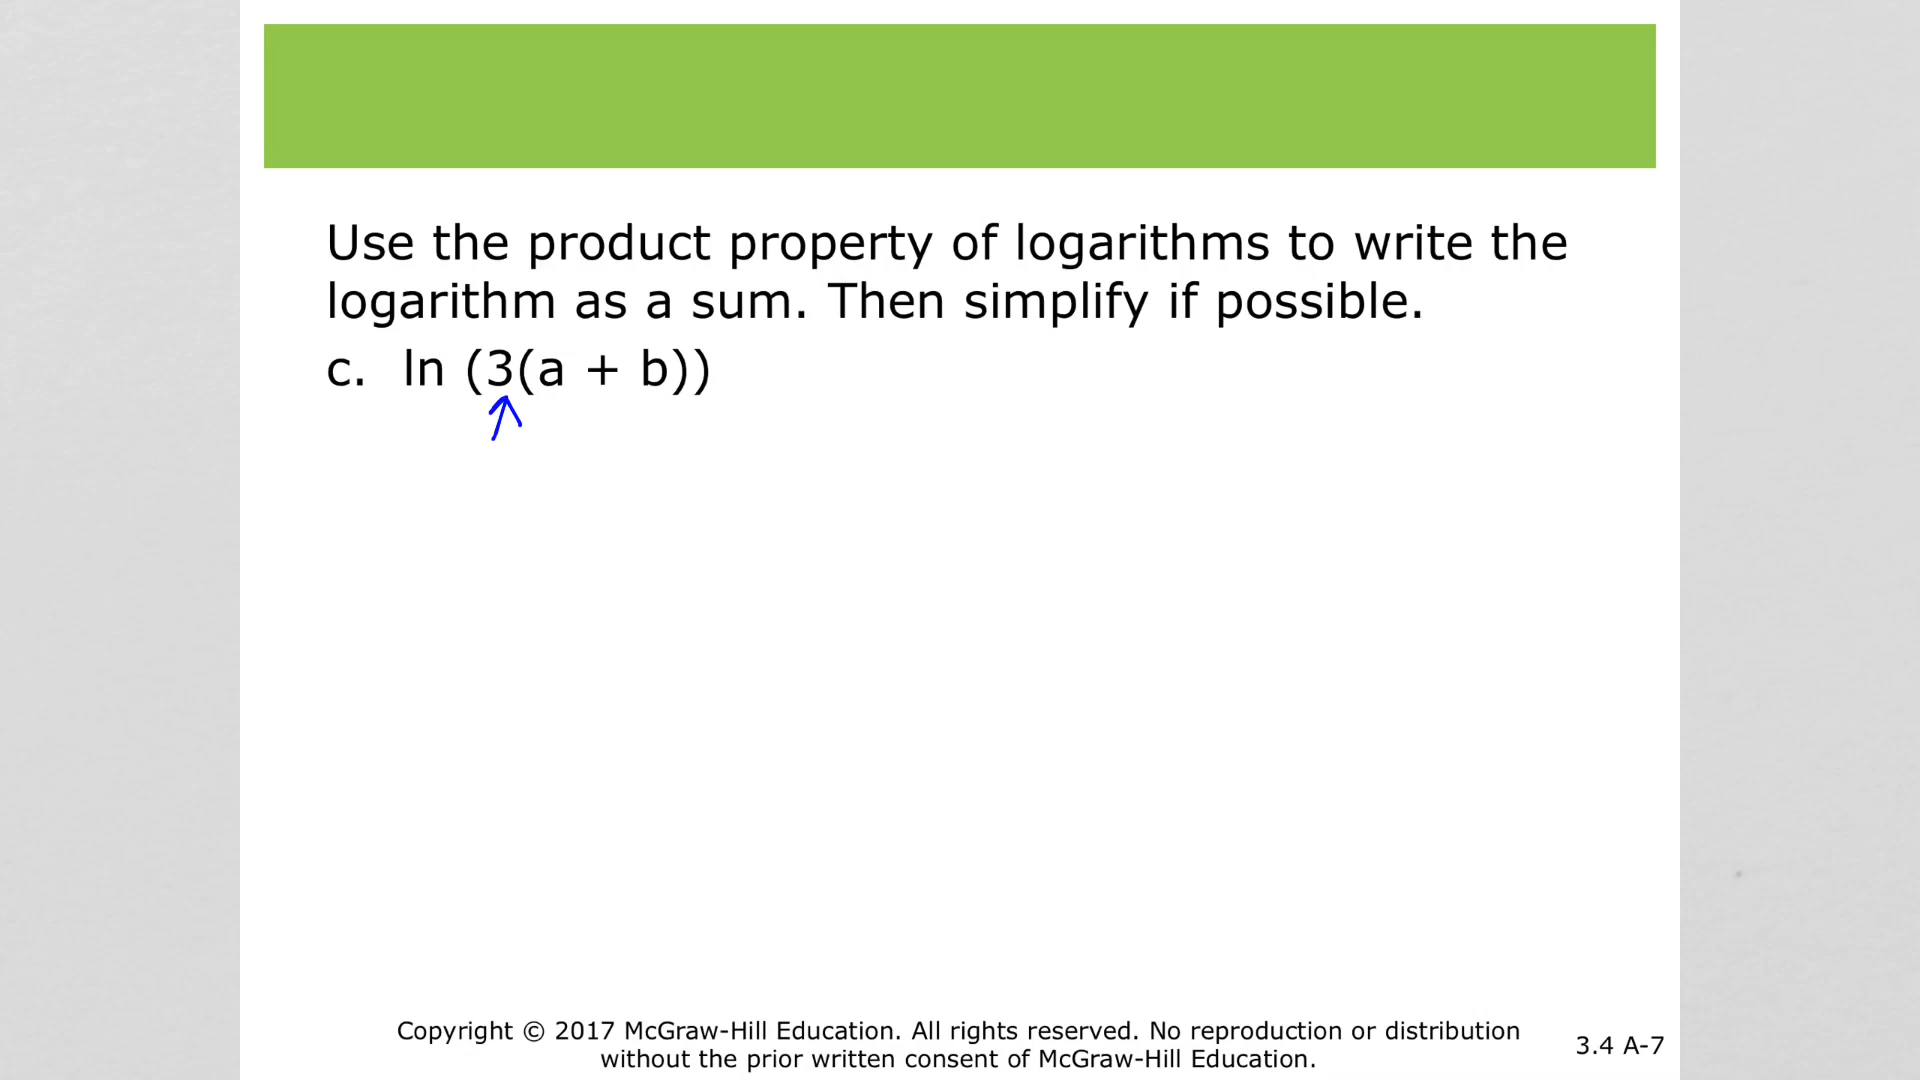 Use the product property of logarithms to write the
logarithm as a sum. Then simplify if possible.
c. ln (3(a + b))
Copyright © 2017 McGraw-Hill Education. All rights reserved. No reproduction or distribution
without the prior written consent of McGraw-Hill Education.
3.4 A-7